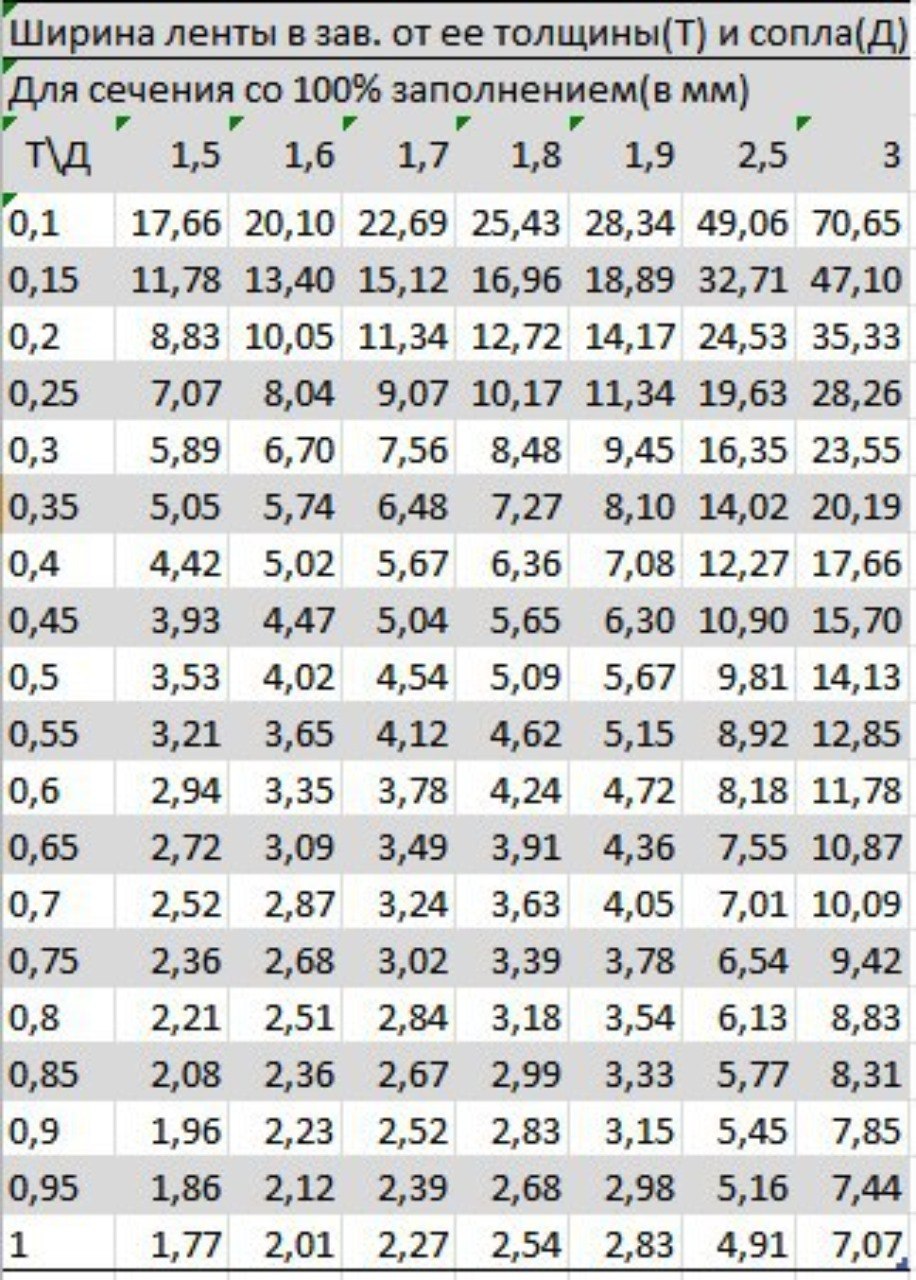 Ширина ленты в зав. от ее толщины(Т) и сопла(Д)
Для сечения со 100% заполнением(в мм)
Т\Д 1,5 1,6 1,7 1,8 1,9 2,5 3
0,1 17,66 20,10 22,69 25,43 28,34 49,06 70,65
0,15 11,78 13,40 15,12 16,96 18,89 32,71 47,10
0,2 8,83 10,05 11,34 12,72 14,17 24,53 35,33
0,25 7,07 8,04 9,07 10,17 11,34 19,63 28,26
0,3 5,89 6,70 7,56 8,48 9,45 16,35 23,55
0,35 5,05 5,74 6,48 7,27 8,10 14,02 20,19
0,4 4,42 5,02 5,67 6,36 7,08 12,27 17,66
0,45 3,93 4,47 5,04 5,65 6,30 10,90 15,70
0,5 3,53 4,02 4,54 5,09 5,67 9,81 14,13
0,55 3,21 3,65 4,12 4,62 5,15 8,92 12,85
0,6 2,94 3,35 3,78 4,24 4,72 8,18 11,78
0,65 2,72 3,09 3,49 3,91 4,36 7,55 10,87
0,7 2,52 2,87 3,24 3,63 4,05 7,01 10,09
0,75 2,36 2,68 3,02 3,39 3,78 6,54 9,42
0,8 2,21 2,51 2,84 3,18 3,54 6,13 8,83
0,85 2,08 2,36 2,67 2,99 3,33 5,77 8,31
0,9 1,96 2,23 2,52 2,83 3,15 5,45 7,85
0,95 1,86 2,12 2,39 2,68 2,98 5,16 7,44
1 1,77 2,01 2,27 2,54 2,83 4,91 7,07